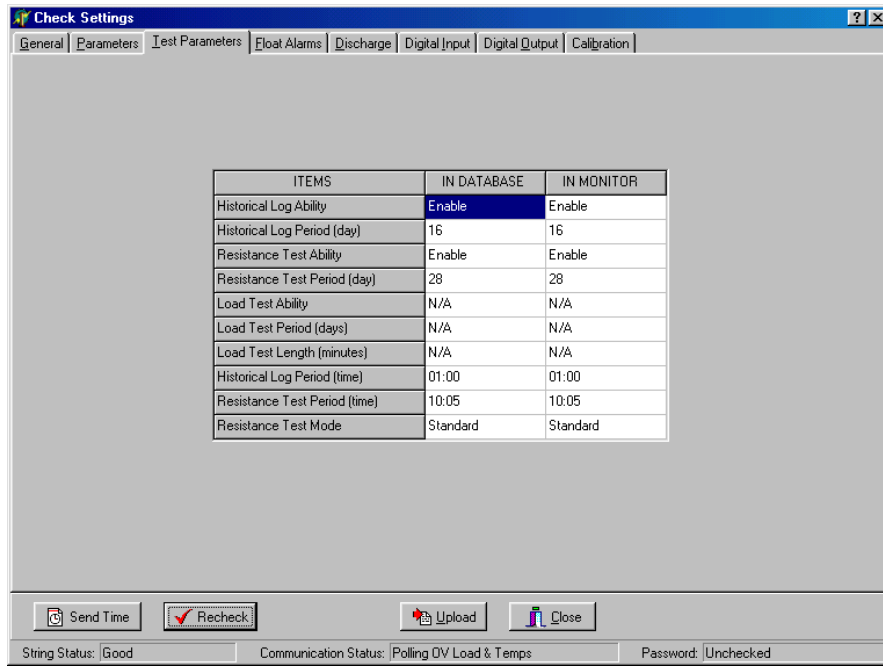 Check Settings
General Parameters Test Parameters Float Alarms Discharge Digital Input Digital Output Calibration
ITEMS IN DATABASE IN MONITOR
Historical Log Ability Enable Enable
Historical Log Period (day) 16 16
Resistance Test Ability Enable Enable
Resistance Test Period (day) 28 28
Load Test Ability N/A N/A
Load Test Period (days) N/A N/A
Load Test Length (minutes) N/A N/A
Historical Log Period (time) 01:00 01:00
Resistance Test Period (time) 10:05 10:05
Resistance Test Mode Standard Standard
Send Time Recheck Upload Close
String Status: Good Communication Status: Polling OV Load & Temps Password: Unchecked